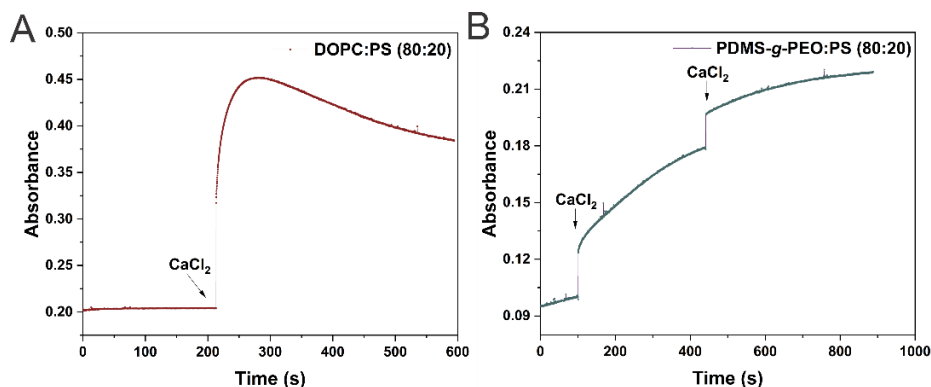 A
DOPC:PS (80:20)
CaCl₂
Absorbance
0.50
0.45
0.40
0.35
0.30
0.25
0.20
0 100 200 300 400 500 600
Time (s)
B
PDMS-g-PEO:PS (80:20)
CaCl₂
CaCl₂
Absorbance
0.24
0.21
0.18
0.15
0.12
0.09
0 200 400 600 800 1000
Time (s)